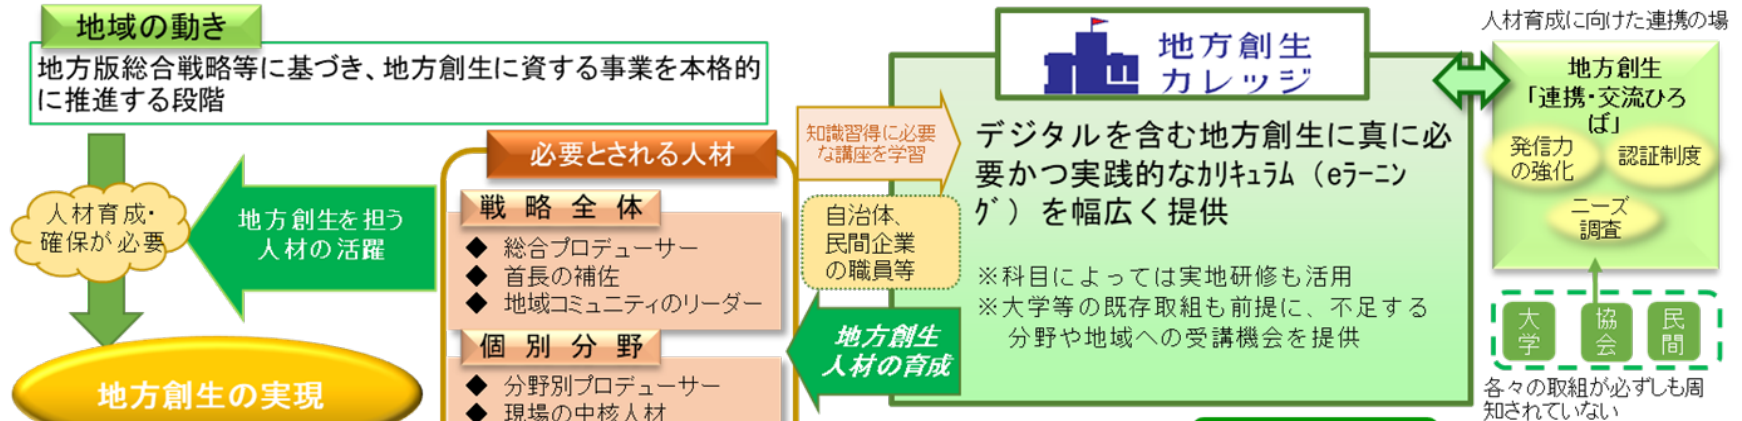 地域の動き
地方版総合戦略等に基づき、地方創生に資する事業を本格的
に推進する段階
人材育成・
確保が必要
地方創生の実現
地方創生を担う
人材の活躍
必要とされる人材
戦略全体
◆ 総合プロデューサー
◆ 首長の補佐
◆ 地域コミュニティのリーダー
個別分野
◆ 分野別プロデューサー
◆ 現場の中核人材
知識習得に必要
な講座を学習
自治体、
民間企業
の職員等
地方創生
人材の育成
地方創生
カレッジ
デジタルを含む地方創生に真に必
要かつ実践的なカリキュラム（eラーニン
グ）を幅広く提供
※科目によっては実地研修も活用
※大学等の既存取組も前提に、不足する
分野や地域への受講機会を提供
人材育成に向けた連携の場
地方創生
「連携・交流ひろ
ば」
発信力
の強化
認証制度
ニーズ
調査
大学
協会
民間
各々の取組が必ずしも周
知されていない